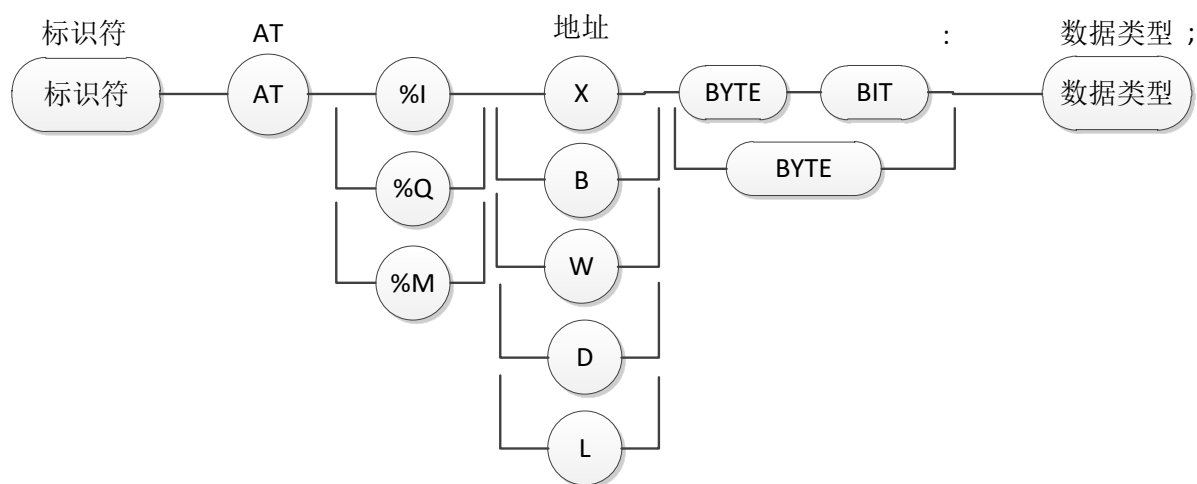 标识符 AT 地址 : 数据类型 ;
标识符 AT %I X BYTE BIT 数据类型
%Q B BYTE
%M W
D
L